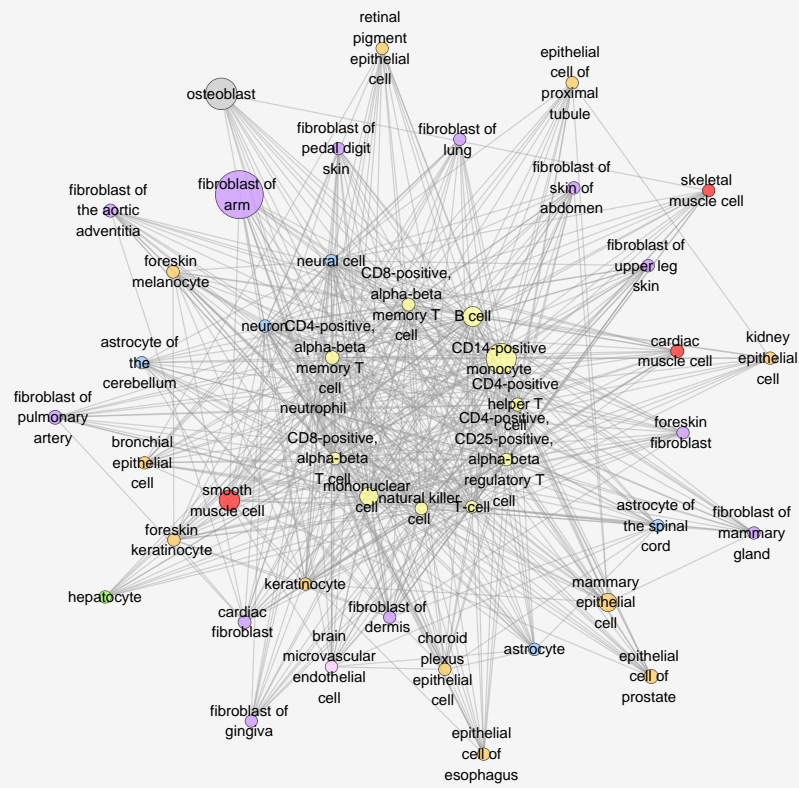 retinal
pigment
epithelial
cell
epithelial
cell of
proximal
tubule
osteoblast
fibroblast of
pedal digit
skin
fibroblast of
lung
fibroblast of
arm
fibroblast of
skin of
abdomen
skeletal
muscle cell
fibroblast of
the aortic
adventitia
foreskin
melanocyte
neural cell
fibroblast of
upper leg
skin
CD8-positive,
alpha-beta
memory T
cell
B cell
neuron
CD4-positive,
alpha-beta
memory T
cell
CD14-positive
monocyte
cardiac
muscle cell
kidney
epithelial
cell
astrocyte of
the
cerebellum
CD4-positive
helper T
cell
neutrophil
fibroblast of
pulmonary
artery
CD4-positive,
CD25-positive,
alpha-beta
regulatory T
cell
foreskin
fibroblast
bronchial
epithelial
cell
CD8-positive,
alpha-beta
T cell
mononuclear
cell
natural killer
cell
T-cell
smooth
muscle cell
astrocyte of
the spinal
cord
fibroblast of
mammary
gland
foreskin
keratinocyte
hepatocyte
keratinocyte
mammary
epithelial
cell
cardiac
fibroblast
fibroblast of
dermis
brain
microvascular
endothelial
cell
choroid
plexus
epithelial
cell
astrocyte
epithelial
cell of
prostate
fibroblast of
gingiva
epithelial
cell of
esophagus